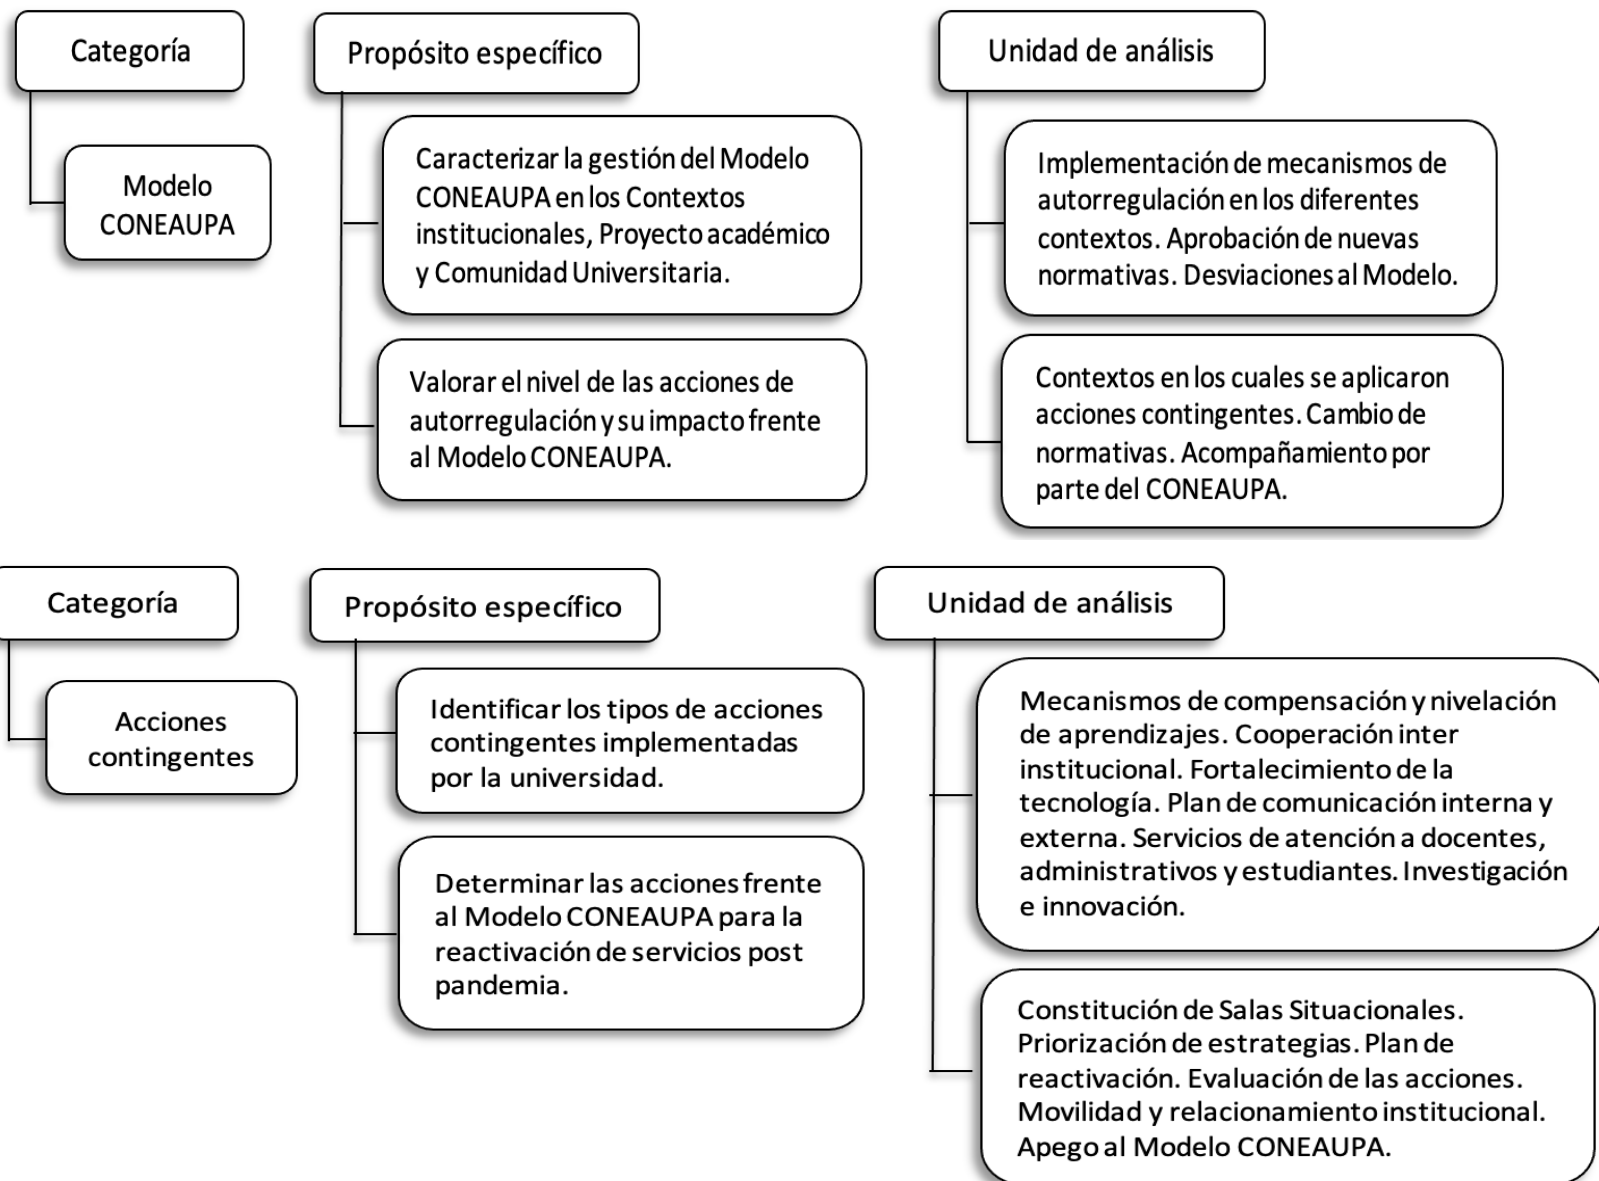 Categoría
Modelo
CONEAUPA
Propósito específico
Caracterizar la gestión del Modelo
CONEAUPA en los Contextos
institucionales, Proyecto académico
y Comunidad Universitaria.
Valorar el nivel de las acciones de
autorregulación y su impacto frente
al Modelo CONEAUPA.
Unidad de análisis
Implementación de mecanismos de
autorregulación en los diferentes
contextos. Aprobación de nuevas
normativas. Desviaciones al Modelo.
Contextos en los cuales se aplicaron
acciones contingentes. Cambio de
normativas. Acompañamiento por
parte del CONEAUPA.
Categoría
Acciones
contingentes
Propósito específico
Identificar los tipos de acciones
contingentes implementadas
por la universidad.
Determinar las acciones frente
al Modelo CONEAUPA para la
reactivación de servicios post
pandemia.
Unidad de análisis
Mecanismos de compensación y nivelación
de aprendizajes. Cooperación inter
institucional. Fortalecimiento de la
tecnología. Plan de comunicación interna y
externa. Servicios de atención a docentes,
administrativos y estudiantes. Investigación
e innovación.
Constitución de Salas Situacionales.
Priorización de estrategias. Plan de
reactivación. Evaluación de las acciones.
Movilidad y relacionamiento institucional.
Apego al Modelo CONEAUPA.